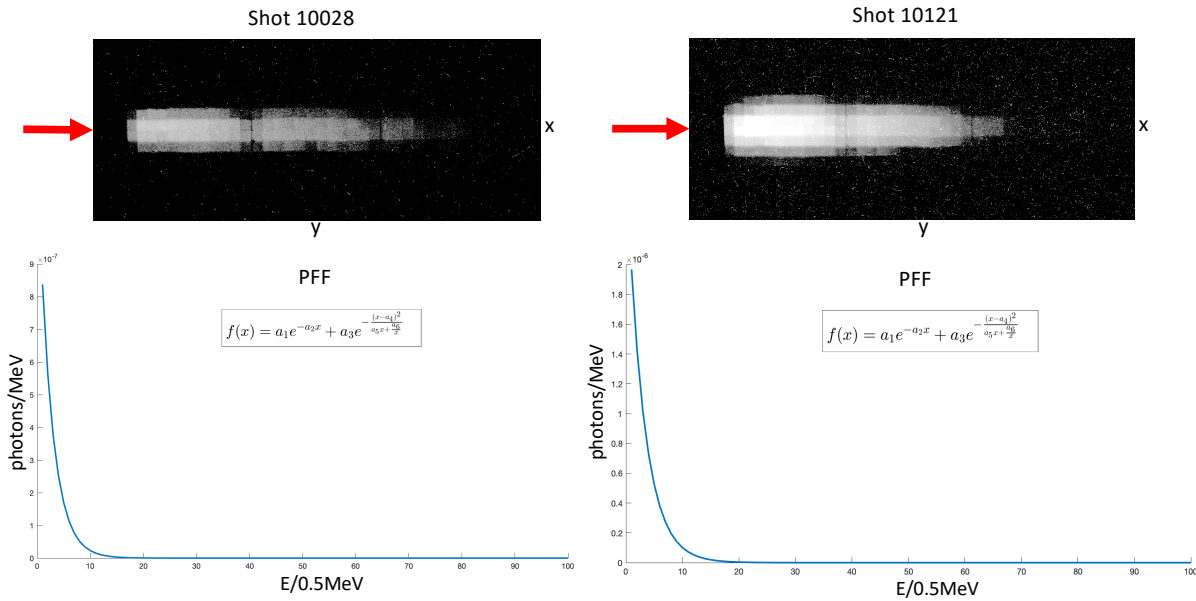 Shot 10028
Shot 10121
x
x
y
y
×10⁻⁷
PFF
9
8
7
6
5
4
3
2
1
0
f(x) = a₁e^{-a₂x} + a₃e^{-\frac{(x-a₄)^2}{a₅x+\frac{a₆}{x}}}
photons/MeV
0 10 20 30 40 50 60 70 80 90 100
E/0.5MeV
×10⁻⁶
PFF
2
1.8
1.6
1.4
1.2
1
0.8
0.6
0.4
0.2
0
f(x) = a₁e^{-a₂x} + a₃e^{-\frac{(x-a₄)^2}{a₅x+\frac{a₆}{x}}}
photons/MeV
0 10 20 30 40 50 60 70 80 90 100
E/0.5MeV